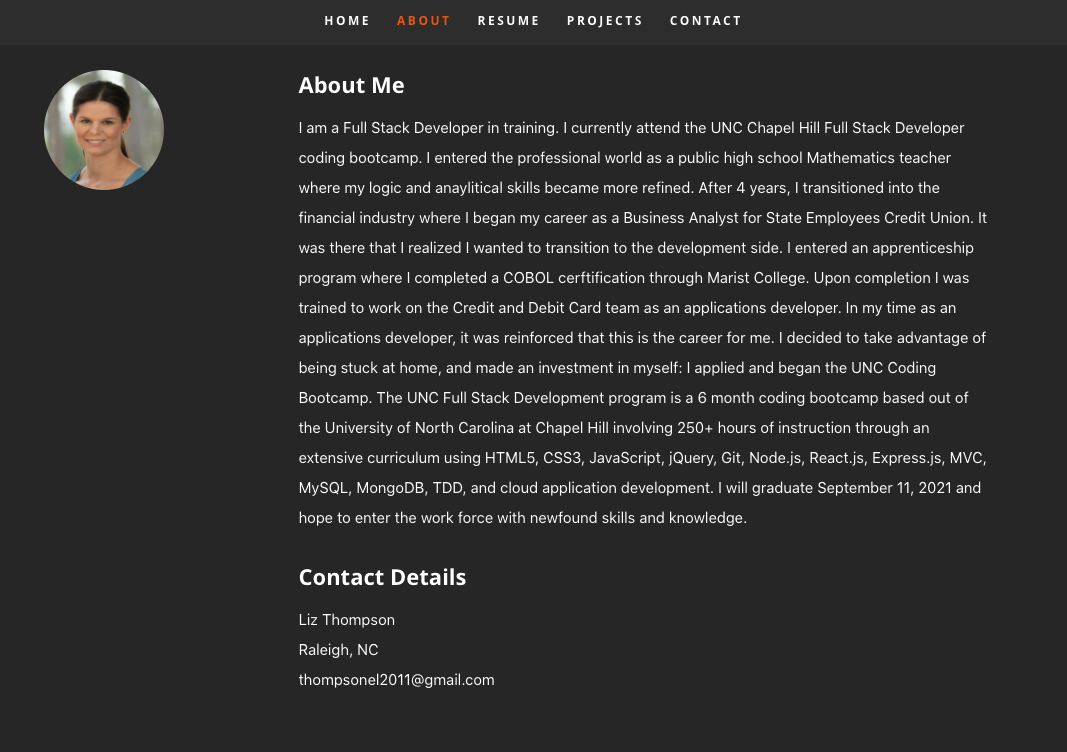 HOME ABOUT RESUME PROJECTS CONTACT
About Me
I am a Full Stack Developer in training. I currently attend the UNC Chapel Hill Full Stack Developer
coding bootcamp. I entered the professional world as a public high school Mathematics teacher
where my logic and anaylitical skills became more refined. After 4 years, I transitioned into the
financial industry where I began my career as a Business Analyst for State Employees Credit Union. It
was there that I realized I wanted to transition to the development side. I entered an apprenticeship
program where I completed a COBOL cerftification through Marist College. Upon completion I was
trained to work on the Credit and Debit Card team as an applications developer. In my time as an
applications developer, it was reinforced that this is the career for me. I decided to take advantage of
being stuck at home, and made an investment in myself: I applied and began the UNC Coding
Bootcamp. The UNC Full Stack Development program is a 6 month coding bootcamp based out of
the University of North Carolina at Chapel Hill involving 250+ hours of instruction through an
extensive curriculum using HTML5, CSS3, JavaScript, jQuery, Git, Node.js, React.js, Express.js, MVC,
MySQL, MongoDB, TDD, and cloud application development. I will graduate September 11, 2021 and
hope to enter the work force with newfound skills and knowledge.
Contact Details
Liz Thompson
Raleigh, NC
thompsonel2011@gmail.com